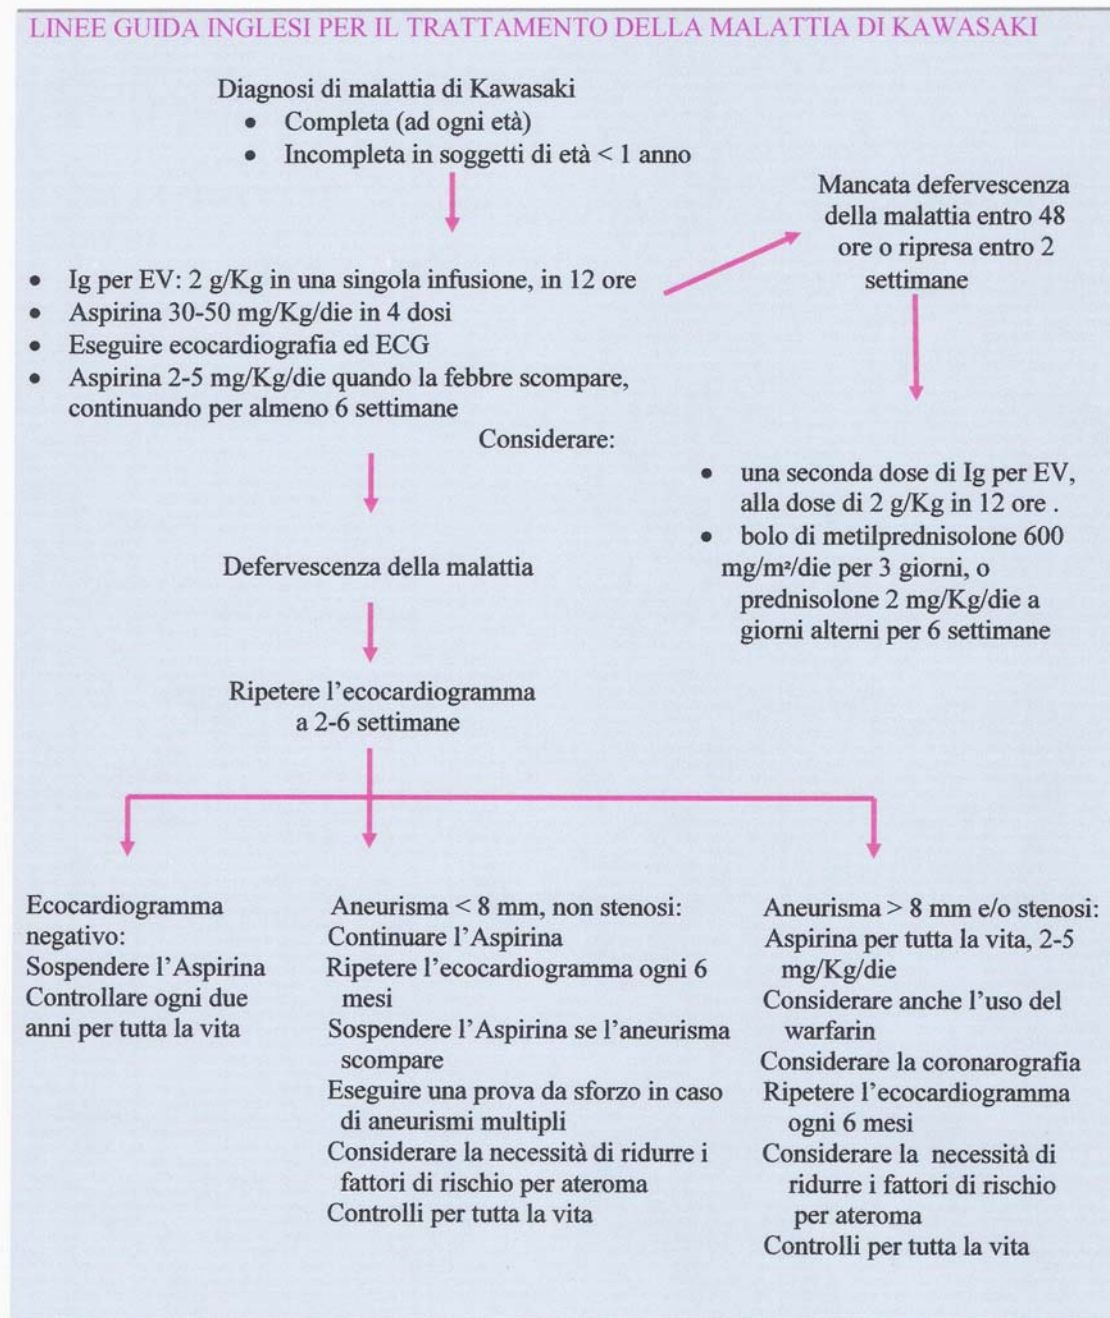 LINEE GUIDA INGLESI PER IL TRATTAMENTO DELLA MALATTIA DI KAWASAKI
Diagnosi di malattia di Kawasaki
• Completa (ad ogni età)
• Incompleta in soggetti di età < 1 anno
Mancata defervescenza
della malattia entro 48
ore o ripresa entro 2
settimane
• Ig per EV: 2 g/Kg in una singola infusione, in 12 ore
• Aspirina 30-50 mg/Kg/die in 4 dosi
• Eseguire ecocardiografia ed ECG
• Aspirina 2-5 mg/Kg/die quando la febbre scompare,
continuando per almeno 6 settimane
Considerare:
• una seconda dose di Ig per EV,
alla dose di 2 g/Kg in 12 ore .
• bolo di metilprednisolone 600
mg/m²/die per 3 giorni, o
prednisolone 2 mg/Kg/die a
giorni alterni per 6 settimane
Defervescenza della malattia
Ripetere l'ecocardiogramma
a 2-6 settimane
Ecocardiogramma
negativo:
Sospendere l'Aspirina
Controllare ogni due
anni per tutta la vita
Aneurisma < 8 mm, non stenosi:
Continuare l'Aspirina
Ripetere l'ecocardiogramma ogni 6
mesi
Sospendere l'Aspirina se l'aneurisma
scompare
Eseguire una prova da sforzo in caso
di aneurismi multipli
Considerare la necessità di ridurre i
fattori di rischio per ateroma
Controlli per tutta la vita
Aneurisma > 8 mm e/o stenosi:
Aspirina per tutta la vita, 2-5
mg/Kg/die
Considerare anche l'uso del
warfarin
Considerare la coronarografia
Ripetere l'ecocardiogramma
ogni 6 mesi
Considerare la necessità di
ridurre i fattori di rischio
per ateroma
Controlli per tutta la vita